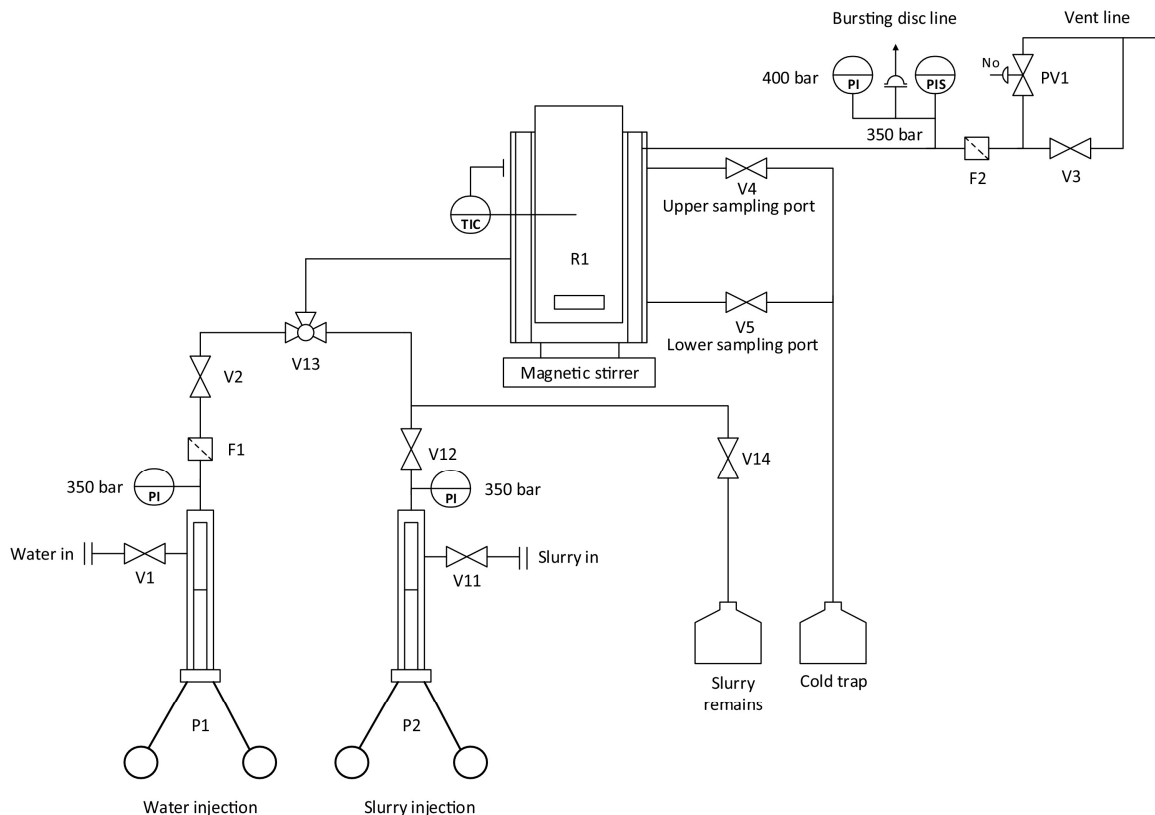 Bursting disc line
Vent line
400 bar
PI
PIS
No
PV1
350 bar
F2
V3
V4
Upper sampling port
TIC
R1
V5
Lower sampling port
Magnetic stirrer
V13
V2
F1
V12
V14
350 bar
PI
PI
350 bar
Water in
V1
V11
Slurry in
Slurry
remains
Cold trap
P1
P2
Water injection
Slurry injection